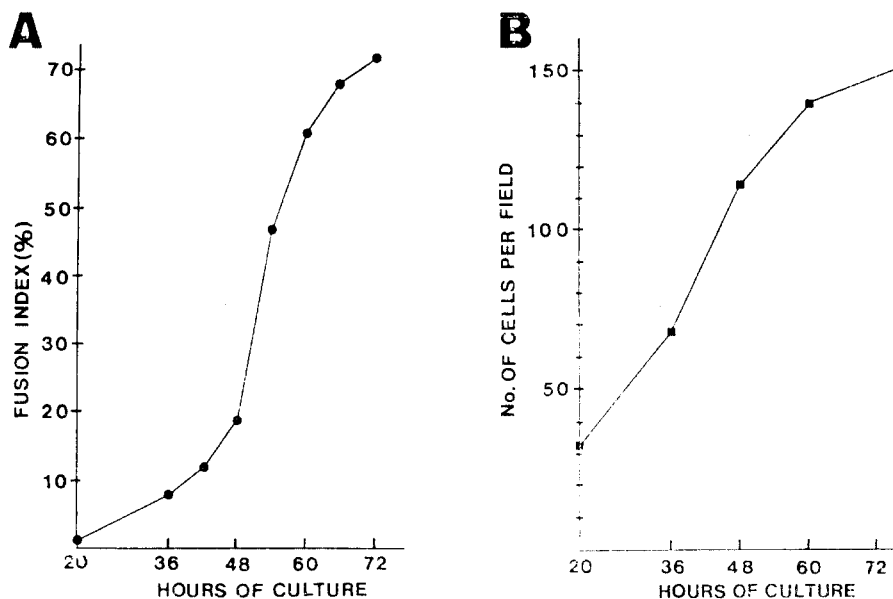 A
70
60
50
40
30
20
10
FUSION INDEX (%)
20 36 48 60 72
HOURS OF CULTURE
B
150
100
50
No. OF CELLS PER FIELD
20 36 48 60 72
HOURS OF CULTURE